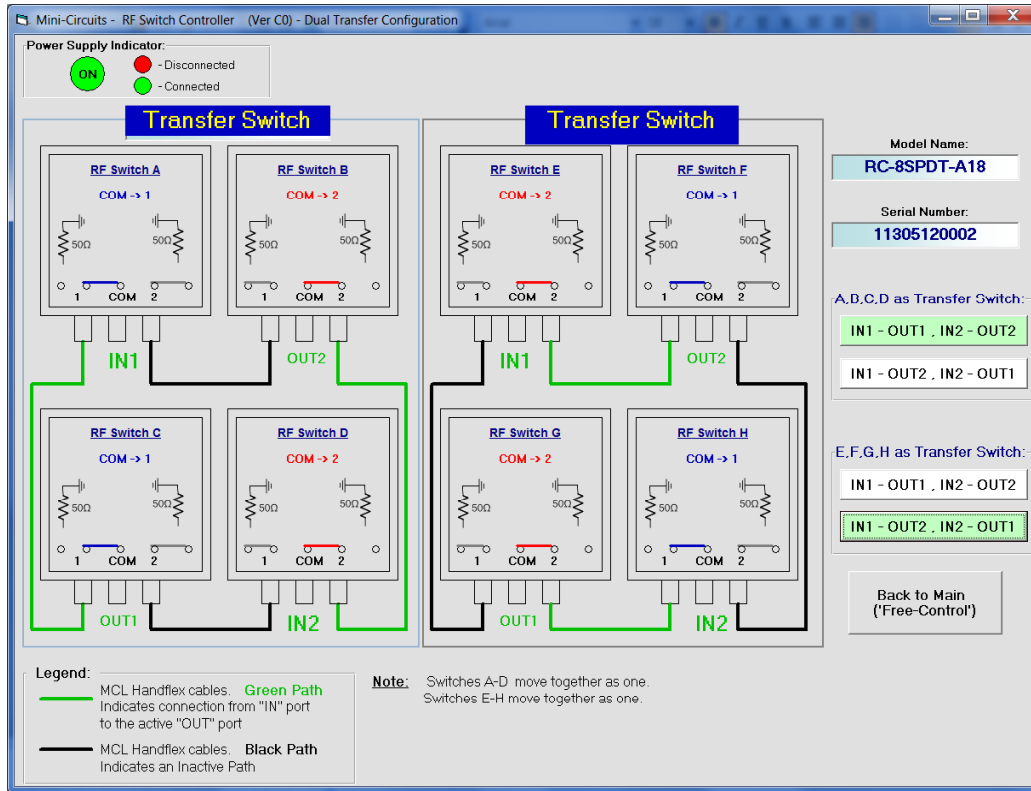 Mini-Circuits - RF Switch Controller (Ver C0) - Dual Transfer Configuration
Power Supply Indicator:
ON
- Disconnected
- Connected
Transfer Switch
RF Switch A
COM -> 1
50Ω
50Ω
1 COM 2
RF Switch B
COM -> 2
50Ω
50Ω
1 COM 2
IN1
OUT2
RF Switch C
COM -> 1
50Ω
50Ω
1 COM 2
RF Switch D
COM -> 2
50Ω
50Ω
1 COM 2
OUT1
IN2
Transfer Switch
RF Switch E
COM -> 2
50Ω
50Ω
1 COM 2
RF Switch F
COM -> 1
50Ω
50Ω
1 COM 2
IN1
OUT2
RF Switch G
COM -> 2
50Ω
50Ω
1 COM 2
RF Switch H
COM -> 1
50Ω
50Ω
1 COM 2
OUT1
IN2
Model Name:
RC-8SPDT-A18
Serial Number:
11305120002
A,B,C,D as Transfer Switch:
IN1 - OUT1 , IN2 - OUT2
IN1 - OUT2 , IN2 - OUT1
E,F,G,H as Transfer Switch:
IN1 - OUT1 , IN2 - OUT2
IN1 - OUT2 , IN2 - OUT1
Back to Main
('Free-Control')
Legend:
MCL Handflex cables. Green Path
Indicates connection from "IN" port
to the active "OUT" port
MCL Handflex cables. Black Path
Indicates an Inactive Path
Note: Switches A-D move together as one.
Switches E-H move together as one.